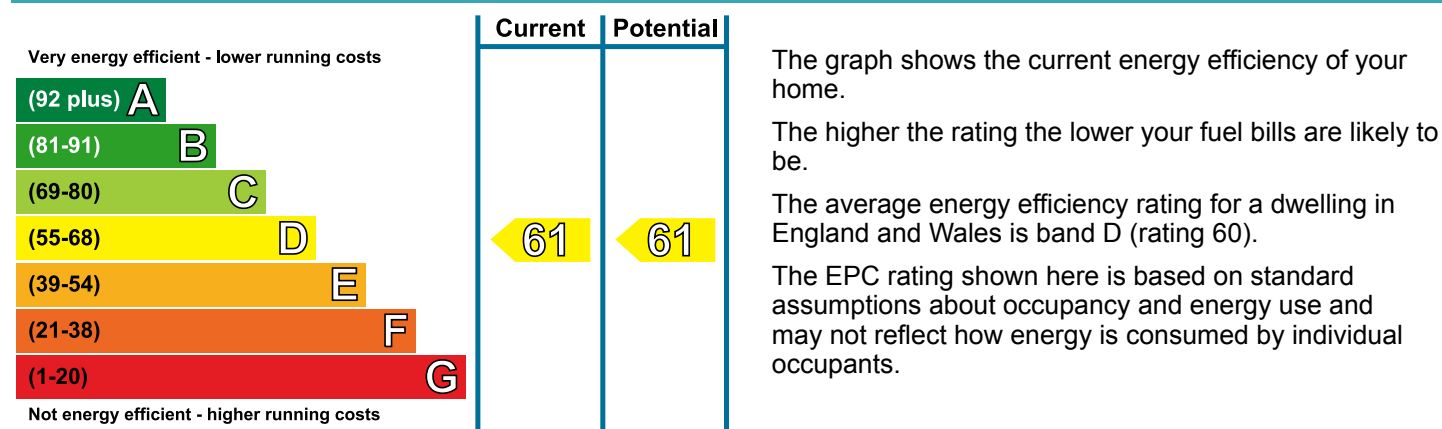 Current Potential
Very energy efficient - lower running costs
(92 plus) A
(81-91) B
(69-80) C
(55-68) D 61 61
(39-54) E
(21-38) F
(1-20) G
Not energy efficient - higher running costs
The graph shows the current energy efficiency of your
home.
The higher the rating the lower your fuel bills are likely to
be.
The average energy efficiency rating for a dwelling in
England and Wales is band D (rating 60).
The EPC rating shown here is based on standard
assumptions about occupancy and energy use and
may not reflect how energy is consumed by individual
occupants.